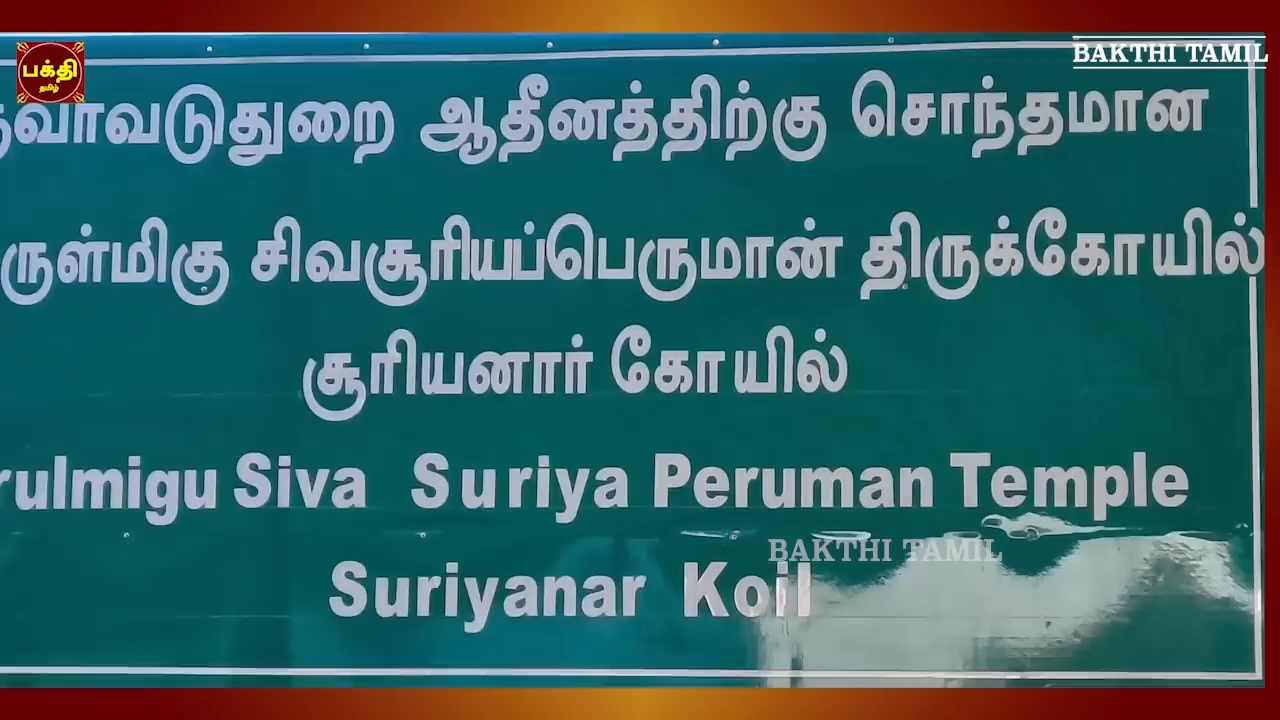 BAKTHI TAMIL
பக்தி
தமிழ்
வாவடுதுறை ஆதீனத்திற்கு சொந்தமான
ருள்மிகு சிவசூரியப்பெருமான் திருக்கோயில்
சூரியனார் கோயில்
rulmigu Siva Suriya Peruman Temple
BAKTHI TAMIL
Suriyanar Koil